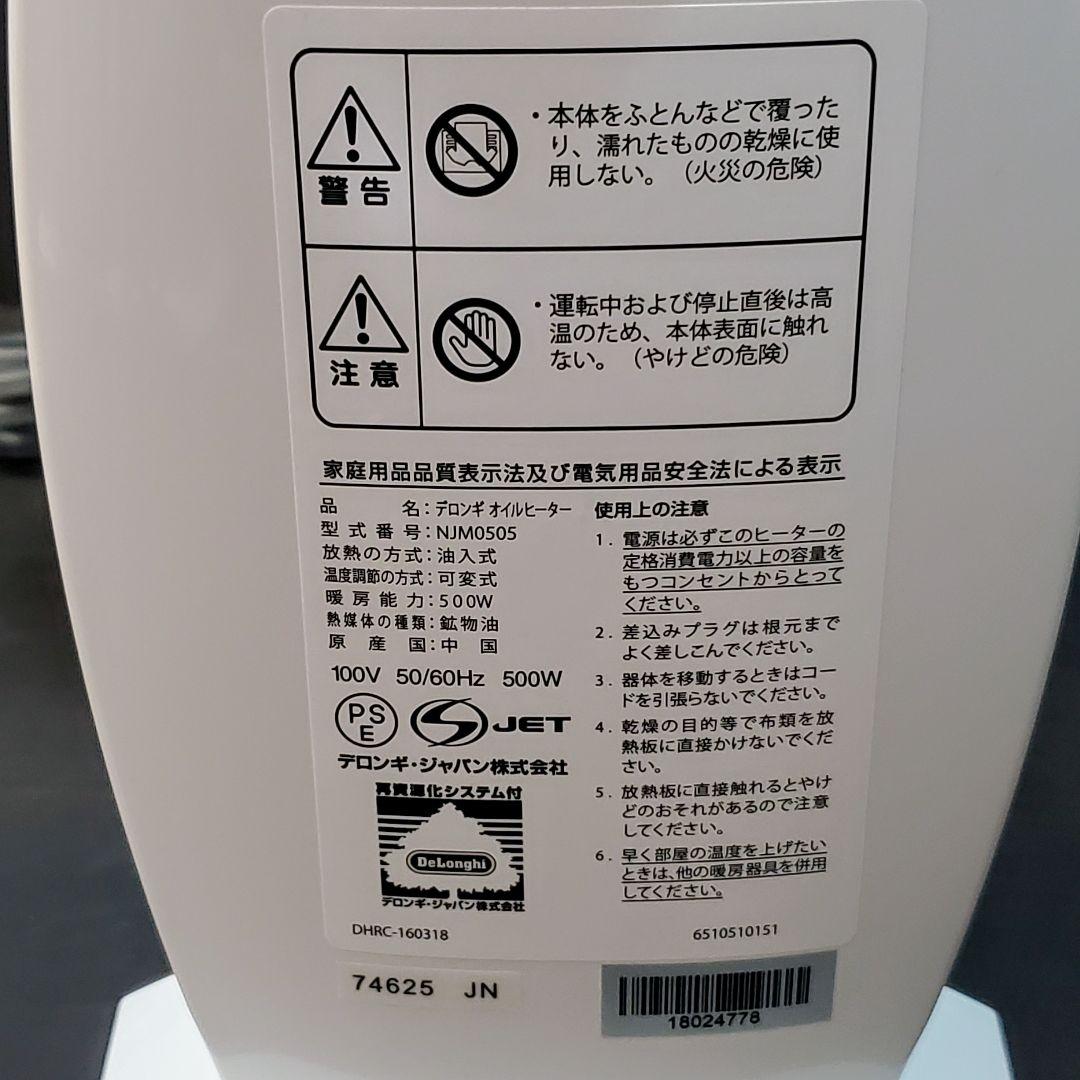 警告
・本体をふとんなどで覆った
り、濡れたものの乾燥に使
用しない。（火災の危険）
注意
・運転中および停止直後は高
温のため、本体表面に触れ
ない。（やけどの危険）
家庭用品品質表示法及び電気用品安全法による表示
品名：デロンギ オイルヒーター
型式番号：NJM0505
放熱の方式：油入式
温度調節の方式：可変式
暖房能力：500W
熱媒体の種類：鉱物油
原産国：中国
100V 50/60Hz 500W
PSE
JET
デロンギ・ジャパン株式会社
再資源化システム付
DeLonghi
デロンギ・ジャパン株式会社
DHRC-160318
使用上の注意
1. 電源は必ずこのヒーターの
定格消費電力以上の容量を
もつコンセントからとって
ください。
2. 差込みプラグは根元まで
よく差しこんでください。
3. 器体を移動するときはコー
ドを引張らないでください。
4. 乾燥の目的等で布類を放
熱板に直接かけないでくだ
さい。
5. 放熱板に直接触れるとやけ
どのおそれがあるので注意
してください。
6. 早く部屋の温度を上げたい
ときは、他の暖房器具を併用
してください。
6510510151
74625 JN
18024778